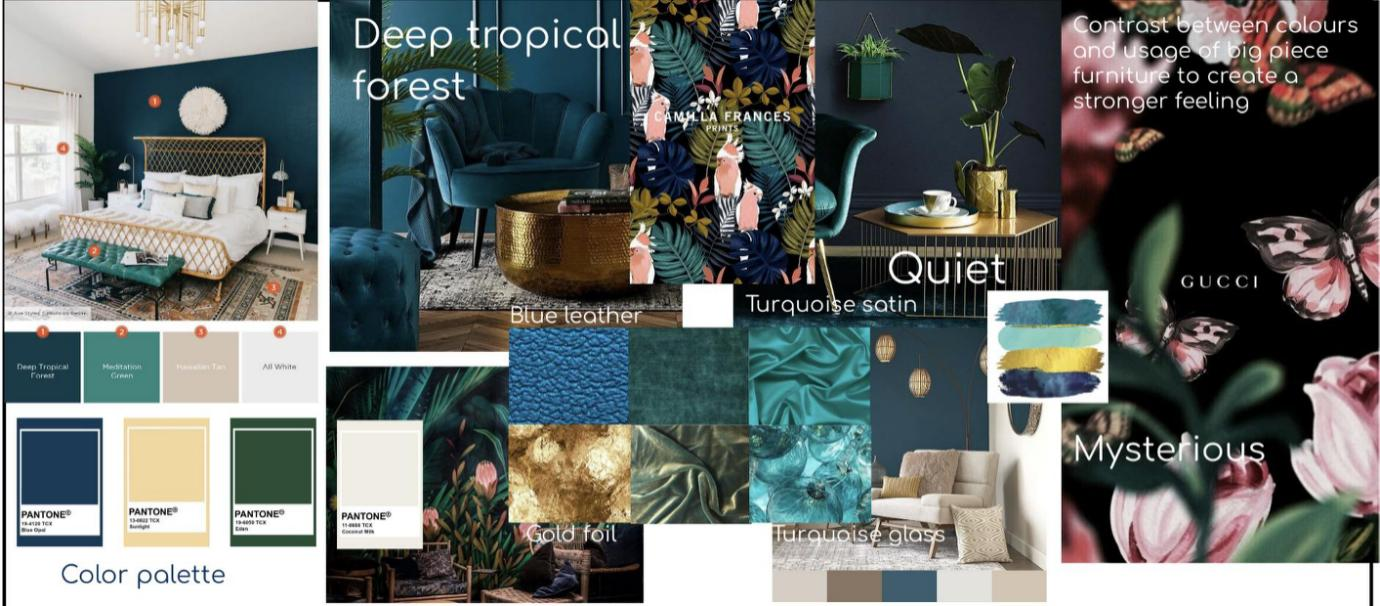 Deep tropical
forest
CAMILLA FRANCES
PRINTS
Contrast between colours
and usage of big piece
furniture to create a
stronger feeling
1
4
2
3
GUCCI
Quiet
Blue leather
Turquoise satin
1
2
3
4
Deep Tropical
Forest
Meditation
Green
Hawaiian Tan
All White
PANTONE®
19-4120 TCX
Blue Opal
PANTONE®
13-0822 TCX
Sunlight
PANTONE®
19-6050 TCX
Eden
PANTONE®
11-0608 TCX
Coconut Milk
Gold foil
Turquoise glass
Mysterious
Color palette